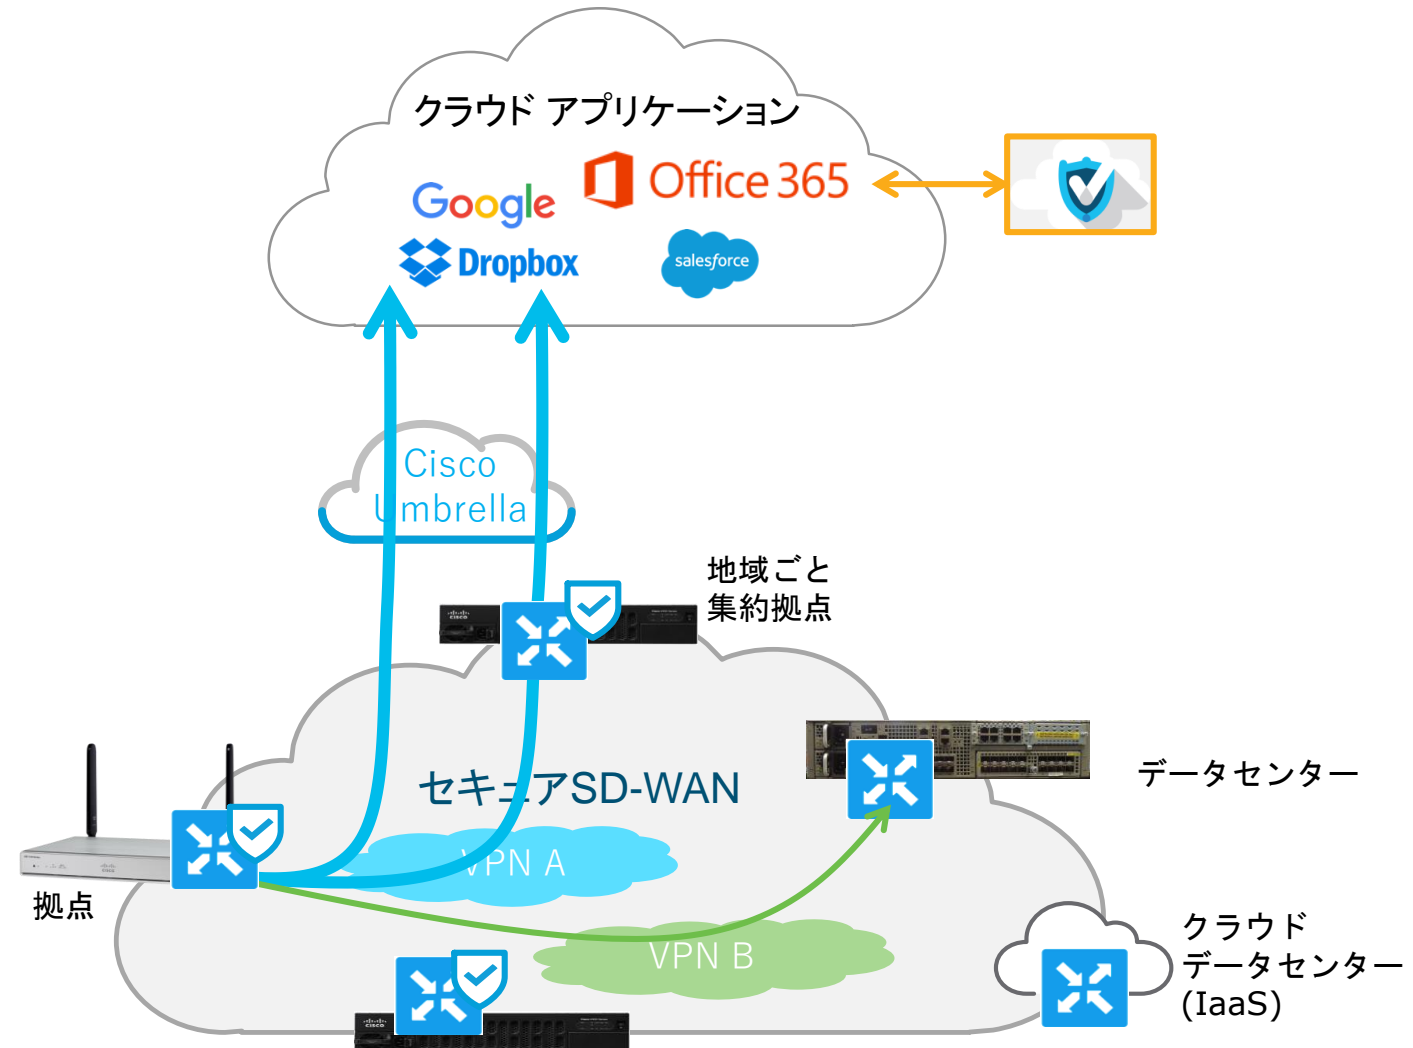 クラウド アプリケーション
Office 365
Google
Dropbox
salesforce
Cisco
Umbrella
地域ごと
集約拠点
CISCO
セキュアSD-WAN
データセンター
VPN A
拠点
VPN B
クラウド
データセンター
(IaaS)
CISCO